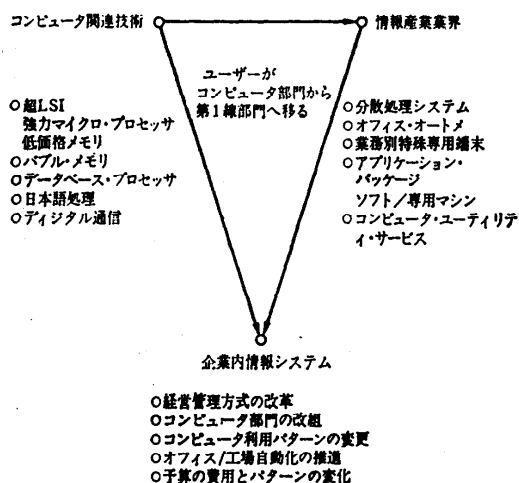 コンピュータ関連技術
情報産業業界
ユーザーが
コンピュータ部門から
第1線部門へ移る
○超LSI
強力マイクロ・プロセッサ
低価格メモリ
○バブル・メモリ
○データベース・プロセッサ
○日本語処理
○ディジタル通信
○分散処理システム
○オフィス・オートメ
○業務別特殊専用端末
○アプリケーション・
パッケージ
ソフト/専用マシン
○コンピュータ・ユーティリテ
ィ・サービス
企業内情報システム
○経営管理方式の改革
○コンピュータ部門の改組
○コンピュータ利用パターンの変更
○オフィス/工場自動化の推進
○予算の費用とパターンの変化